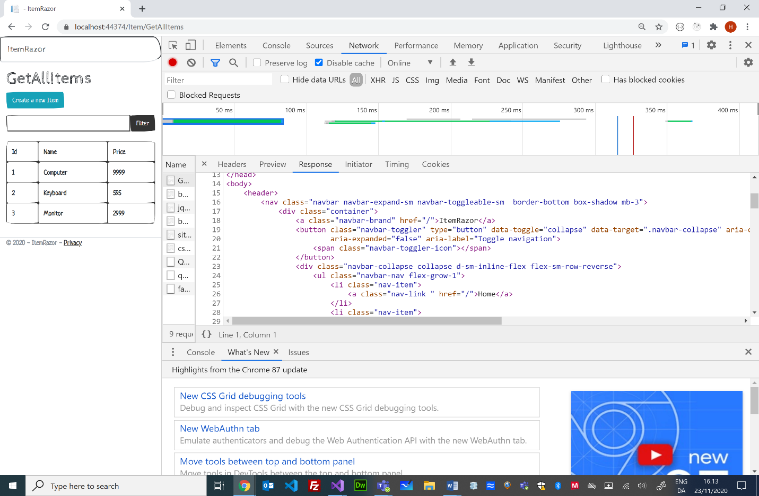 - ItemRazor
localhost:44374/Item/GetAllItems
ItemRazor
GetAllItems
Create a new Item
Filter
Id Name Price
1 Computer 9999
2 Keyboard
3 Monitor
© 2020 - ItemRazor - Privacy
Elements Console Sources Network Performance Memory Application Security Lighthouse » 1
Preserve log Disable cache Online
Filter Hide data URLs All XHR JS CSS Img Media Font Doc WS Manifest Other Has blocked cookies
Blocked Requests
50 ms 100 ms 150 ms 200 ms 250 ms 300 ms 350 ms 400 ms
Name Headers Preview Response Initiator Timing Cookies
G...
b...
jq...
b...
sit...
cs...
Q...
q...
fa...
13 </head>
14 <body>
15 <header>
16 <nav class="navbar navbar-expand-sm navbar-toggleable-sm border-bottom box-shadow mb-3">
17 <div class="container">
18 <a class="navbar-brand" href="/">ItemRazor</a>
19 <button class="navbar-toggler" type="button" data-toggle="collapse" data-target=".navbar-collapse" aria-c
20 aria-expanded="false" aria-label="Toggle navigation">
21 <span class="navbar-toggler-icon"></span>
22 </button>
23 <div class="navbar-collapse collapse d-sm-inline-flex flex-sm-row-reverse">
24 <ul class="navbar-nav flex-grow-1">
25 <li class="nav-item">
26 <a class="nav-link " href="/">Home</a>
27 </li>
28 <li class="nav-item">
29
9 reque {} Line 1, Column 1
Console What's New Issues
Highlights from the Chrome 87 update
New CSS Grid debugging tools
Debug and inspect CSS Grid with the new CSS Grid debugging tools.
New WebAuthn tab
Emulate authenticators and debug the Web Authentication API with the new WebAuthn tab.
Move tools between top and bottom panel
Move tools in DevTools between the top and bottom panel.
new
Type here to search
ENG
DA
16.13
23/11/2020